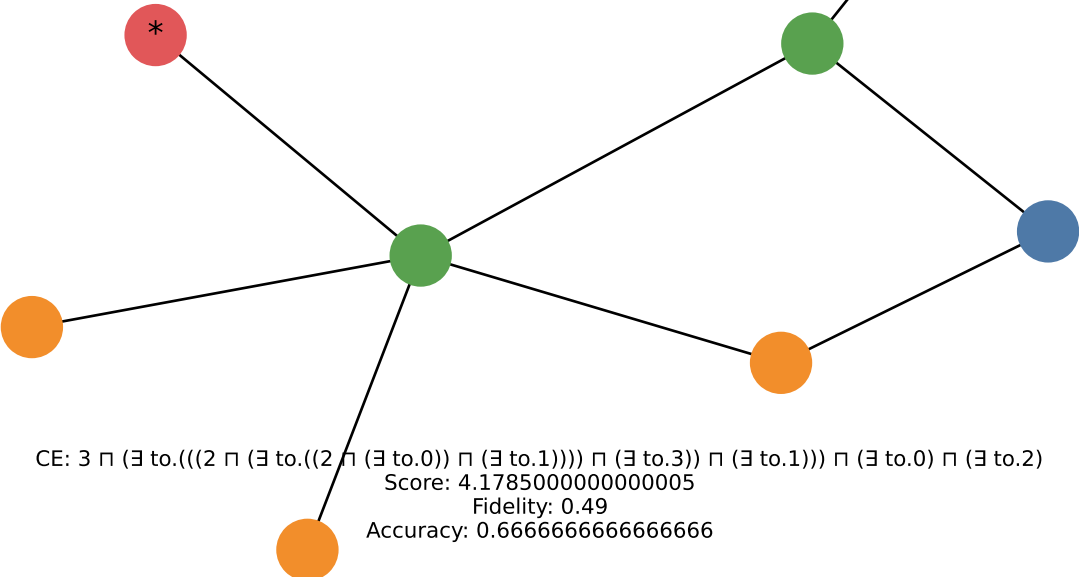 *
CE: 3 ⊓ (∃ to.(((2 ⊓ (∃ to.((2 ⊓ (∃ to.0)) ⊓ (∃ to.1)))) ⊓ (∃ to.3)) ⊓ (∃ to.1))) ⊓ (∃ to.0) ⊓ (∃ to.2)
Score: 4.1785000000000005
Fidelity: 0.49
Accuracy: 0.6666666666666666